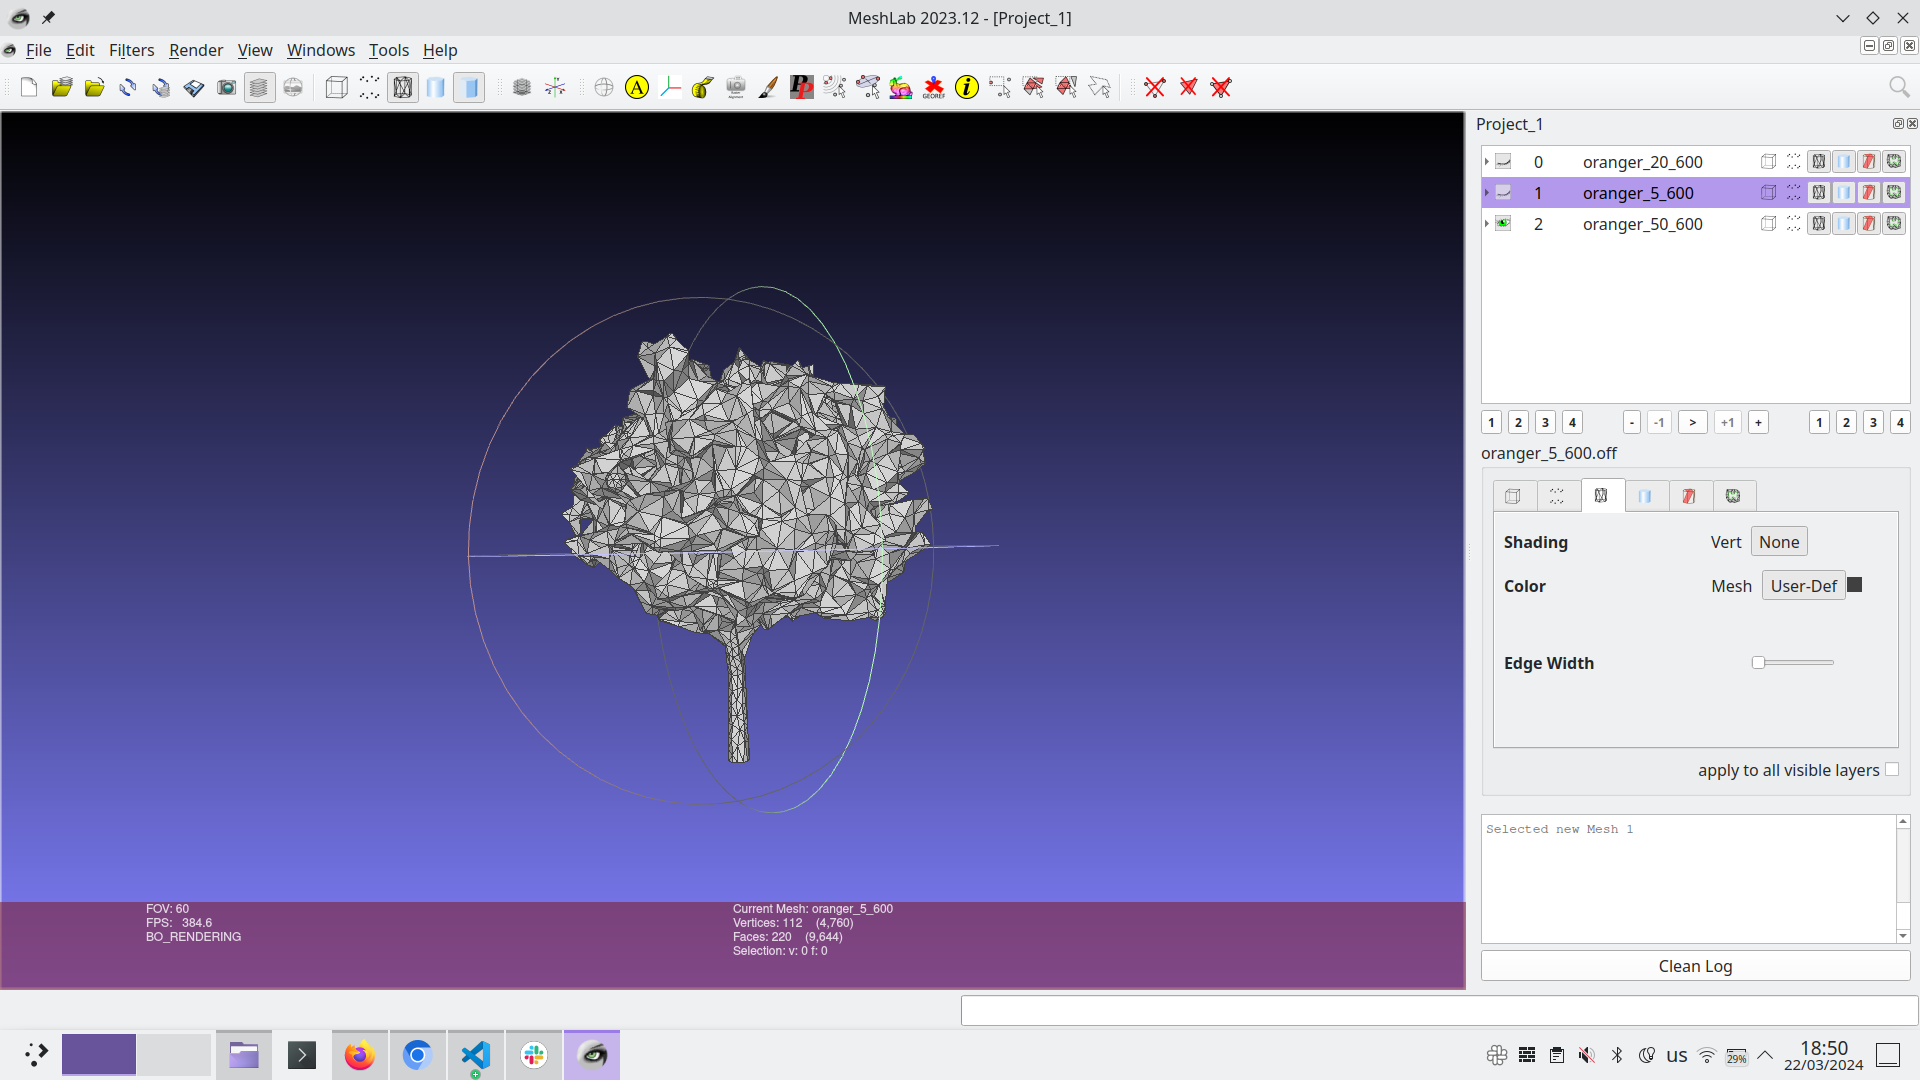 MeshLab 2023.12 - [Project_1]
File Edit Filters Render View Windows Tools Help
A
PP
GEOREF
i
Project_1
0 oranger_20_600
1 oranger_5_600
2 oranger_50_600
1 2 3 4 - -1 > +1 + 1 2 3 4
oranger_5_600.off
Shading Vert None
Color Mesh User-Def
Edge Width
apply to all visible layers
Selected new Mesh 1
Clean Log
FOV: 60
FPS: 384.6
BO_RENDERING
Current Mesh: oranger_5_600
Vertices: 112 (4,760)
Faces: 220 (9,644)
Selection: v: 0 f: 0
us
29%
18:50
22/03/2024